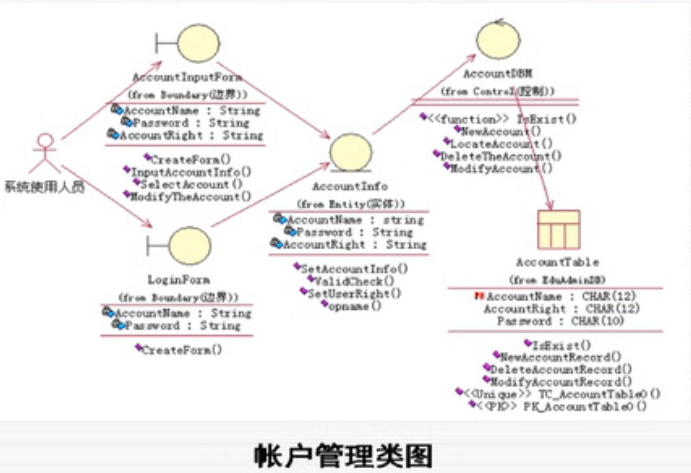 AccountInputForm
(from Boundary(边界))
AccountName : String
Password : String
AccountRight : String
CreateForm()
InputAccountInfo()
SelectAccount()
ModifyTheAccount()
系统使用人员
LoginForm
(from Boundary(边界))
AccountName : String
Password : String
CreateForm()
AccountInfo
(from Entity(实体))
AccountName : string
Password : String
AccountRight : String
SetAccountInfo()
ValidCheck()
SetUserRight()
opname()
AccountDBM
(from Control(控制))
<<function>> IsExist()
NewAccount()
LocateAccount()
DeleteTheAccount()
ModifyAccount()
AccountTable
(from EduAdminDB)
AccountName : CHAR(12)
AccountRight : CHAR(12)
Password : CHAR(10)
IsExist()
NewAccountRecord()
DeleteAccountRecord()
ModifyAccountRecord()
<<Unique>> TC_AccountTable0()
<<PK>> PK_AccountTable0()
帐户管理类图